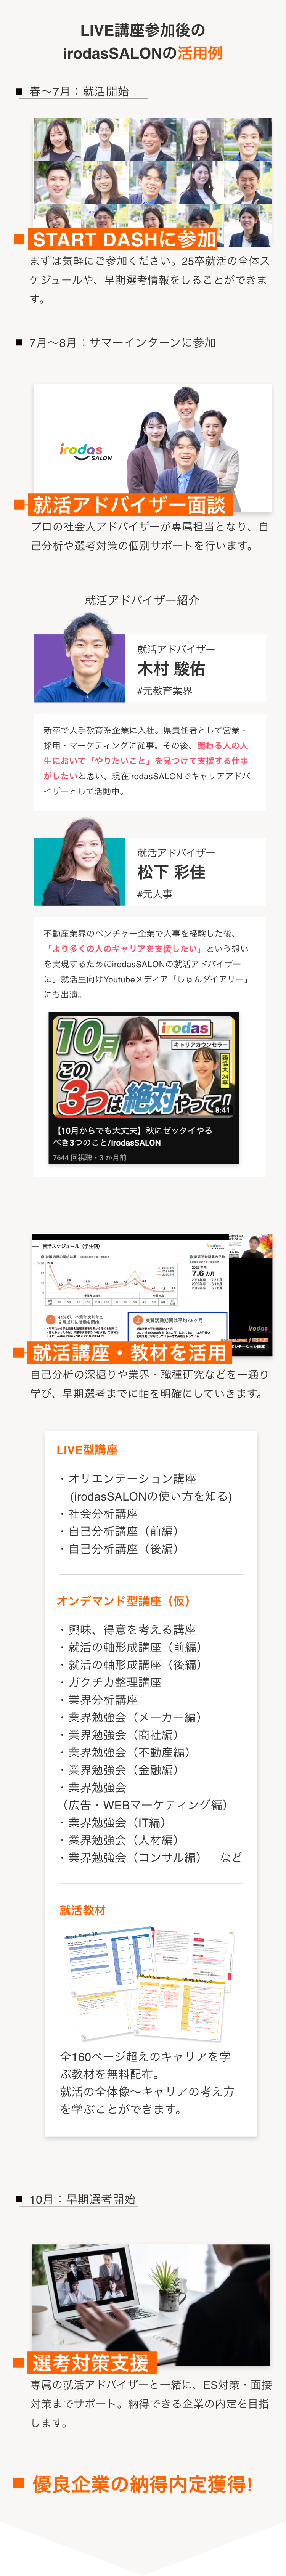 LIVE講座参加後の
irodasSALONの活用例
春〜7月：就活開始
START DASHに参加
まずは気軽にご参加ください。25卒就活の全体ス
ケジュールや、早期選考情報をしることができま
す。
7月〜8月：サマーインターンに参加
irodas
SALON
就活アドバイザー面談
プロの社会人アドバイザーが専属担当となり、自
己分析や選考対策の個別サポートを行います。
就活アドバイザー紹介
就活アドバイザー
木村 駿佑
#元教育業界
新卒で大手教育系企業に入社。県責任者として営業・
採用・マーケティングに従事。その後、関わる人の人
生において「やりたいこと」を見つけて支援する仕事
がしたいと思い、現在irodasSALONでキャリアアドバ
イザーとして活動中。
就活アドバイザー
松下 彩佳
#元人事
不動産業界のベンチャー企業で人事を経験した後、
「より多くの人のキャリアを支援したい」という想い
を実現するためにirodasSALONの就活アドバイザー
に。就活生向けYoutubeメディア「しゅんダイアリー」
にも出演。
10月
irodas
キャリアカウンセラー
この
3つは絶対やって！
8:41
【10月からでも大丈夫】秋にゼッタイやる
べき3つのこと/irodasSALON
7644 回視聴・3 か月前
就活スケジュール（学生側）
7.6 カ月
実質活動期間は平均7.6ヶ月
irodas
就活講座・教材を活用
自己分析の深掘りや業界・職種研究などを一通り
学び、早期選考までに軸を明確にしていきます。
LIVE型講座
・オリエンテーション講座
(irodasSALONの使い方を知る)
・社会分析講座
・自己分析講座（前編）
・自己分析講座（後編）
オンデマンド型講座（仮）
・興味、得意を考える講座
・就活の軸形成講座（前編）
・就活の軸形成講座（後編）
・ガクチカ整理講座
・業界分析講座
・業界勉強会（メーカー編）
・業界勉強会（商社編）
・業界勉強会（不動産編）
・業界勉強会（金融編）
・業界勉強会
（広告・WEBマーケティング編）
・業界勉強会（IT編）
・業界勉強会（人材編）
・業界勉強会（コンサル編）　など
就活教材
全160ページ超えのキャリアを学
ぶ教材を無料配布。
就活の全体像〜キャリアの考え方
を学ぶことができます。
10月：早期選考開始
選考対策支援
専属の就活アドバイザーと一緒に、ES対策・面接
対策までサポート。納得できる企業の内定を目指
します。
優良企業の納得内定獲得!